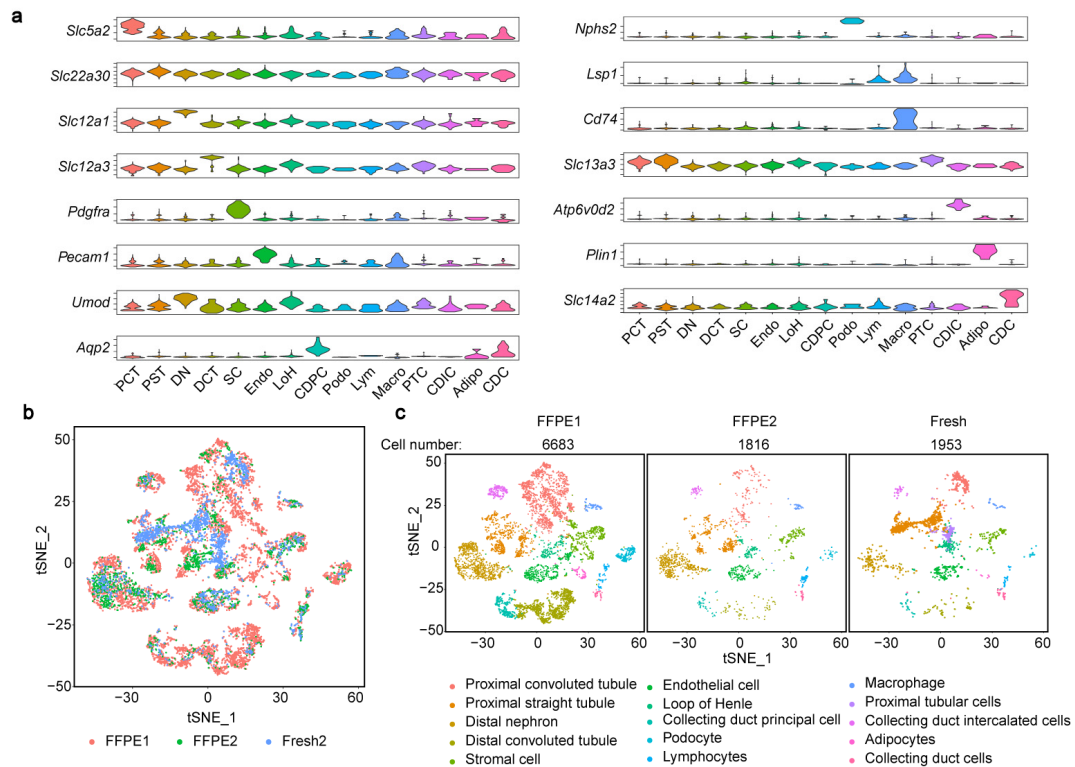 a
Slc5a2
Slc22a30
Slc12a1
Slc12a3
Pdgfra
Pecam1
Umod
Aqp2
PCT PST DN DCT SC Endo LoH CDPC Podo Lym Macro PTC CDIC Adipo CDC
Nphs2
Lsp1
Cd74
Slc13a3
Atp6v0d2
Plin1
Slc14a2
PCT PST DN DCT SC Endo LoH CDPC Podo Lym Macro PTC CDIC Adipo CDC
b
tSNE_2
50
25
0
−25
−50
−30 0 30 60
tSNE_1
FFPE1 FFPE2 Fresh2
c
FFPE1 FFPE2 Fresh
Cell number: 6683 1816 1953
tSNE_2
50
25
0
−25
−50
−30 0 30 60 −30 0 30 60 −30 0 30 60
tSNE_1
Proximal convoluted tubule
Proximal straight tubule
Distal nephron
Distal convoluted tubule
Stromal cell
Endothelial cell
Loop of Henle
Collecting duct principal cell
Podocyte
Lymphocytes
Macrophage
Proximal tubular cells
Collecting duct intercalated cells
Adipocytes
Collecting duct cells